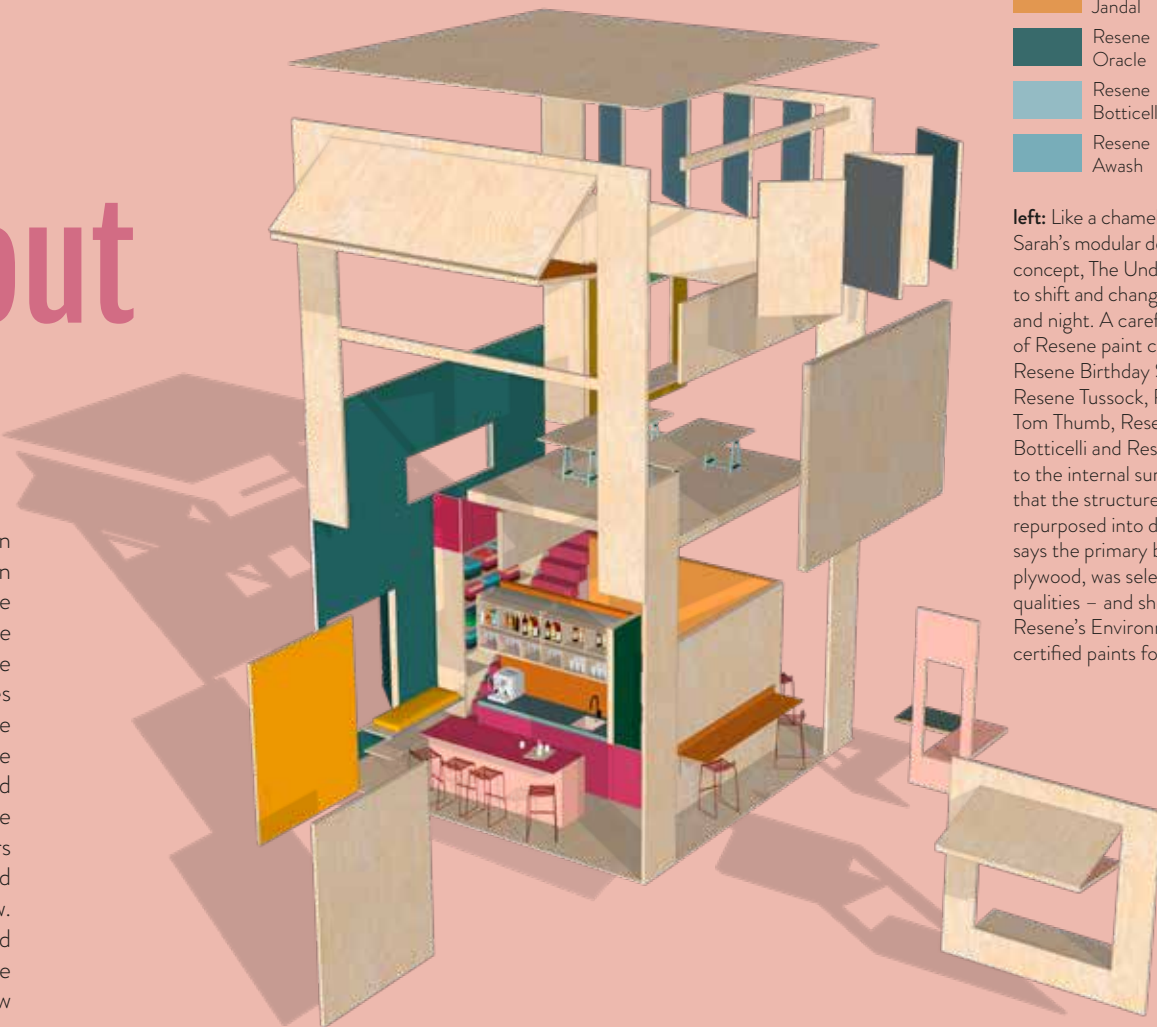 out
n
n
e
e
e
es
e
e
d
e
rs
d
w.
d
e
w
Jandal
Resene
Oracle
Resene
Botticell
Resene
Awash
left: Like a chame
Sarah's modular de
concept, The Und
to shift and chang
and night. A caref
of Resene paint c
Resene Birthday S
Resene Tussock, R
Tom Thumb, Rese
Botticelli and Res
to the internal sur
that the structure
repurposed into d
says the primary b
plywood, was sele
qualities – and sh
Resene's Environm
certified paints fo